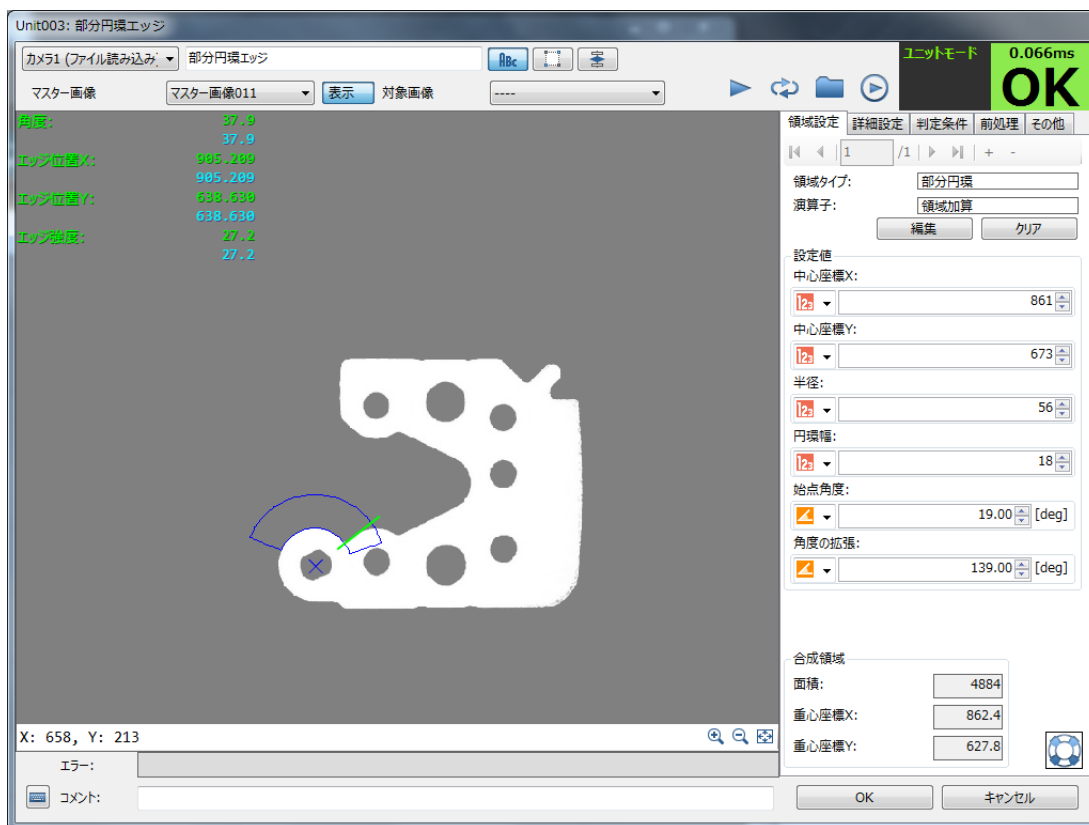 Unit003: 部分円環エッジ
カメラ1 (ファイル読み込み) 部分円環エッジ ABC
ユニットモード 0.066ms
OK
マスター画像 マスター画像011 表示 対象画像 ----
角度: 37.9
37.9
エッジ位置X: 905.209
905.209
エッジ位置Y: 638.630
638.630
エッジ強度: 27.2
27.2
領域設定 詳細設定 判定条件 前処理 その他
1 /1 + -
領域タイプ: 部分円環
演算子: 領域加算
編集 クリア
設定値
中心座標X:
123 861
中心座標Y:
123 673
半径:
123 56
円環幅:
123 18
始点角度:
19.00 [deg]
角度の拡張:
139.00 [deg]
合成領域
面積: 4884
重心座標X: 862.4
重心座標Y: 627.8
X: 658, Y: 213
エラー:
コメント:
OK キャンセル